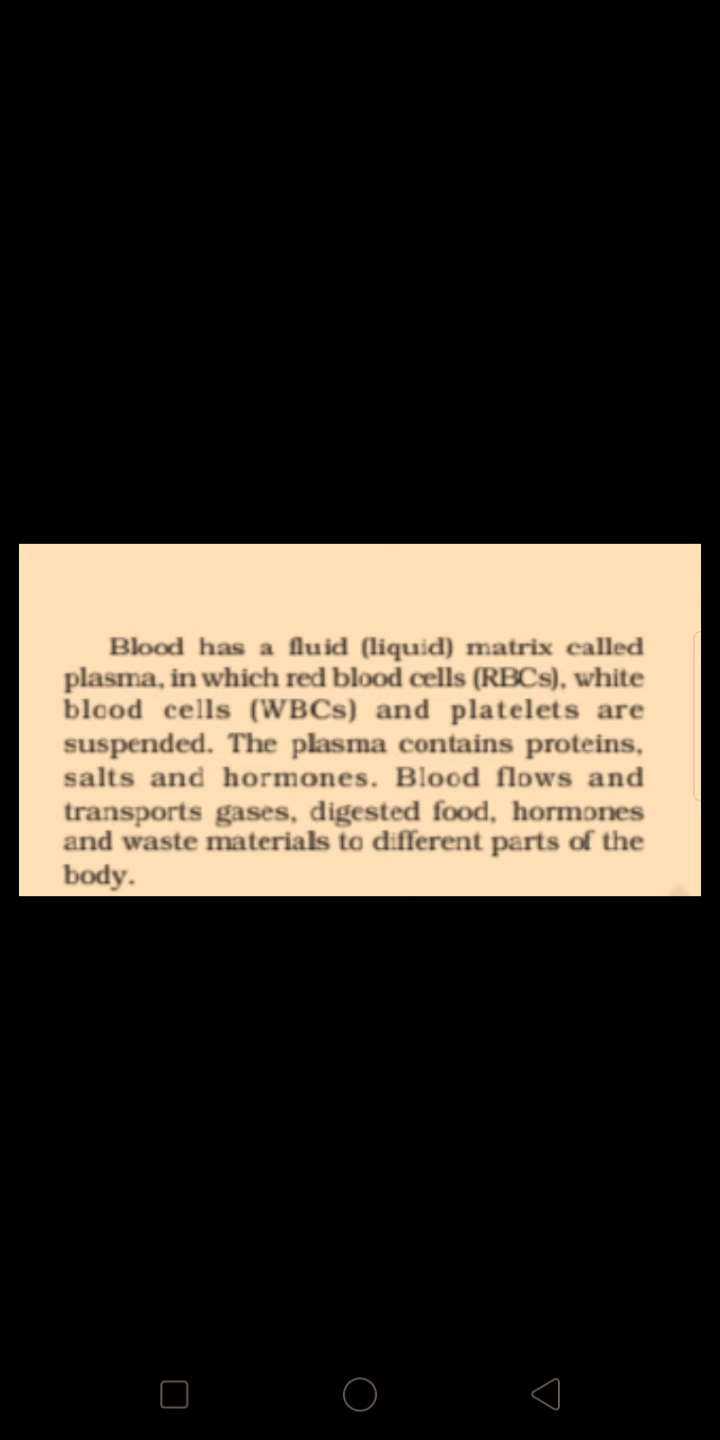 Blood has a fluid (liquid) matrix called
plasma, in which red blood cells (RBCs), white
blood cells (WBCs) and platelets are
suspended. The plasma contains proteins,
salts and hormones. Blood flows and
transports gases, digested food, hormones
and waste materials to different parts of the
body.